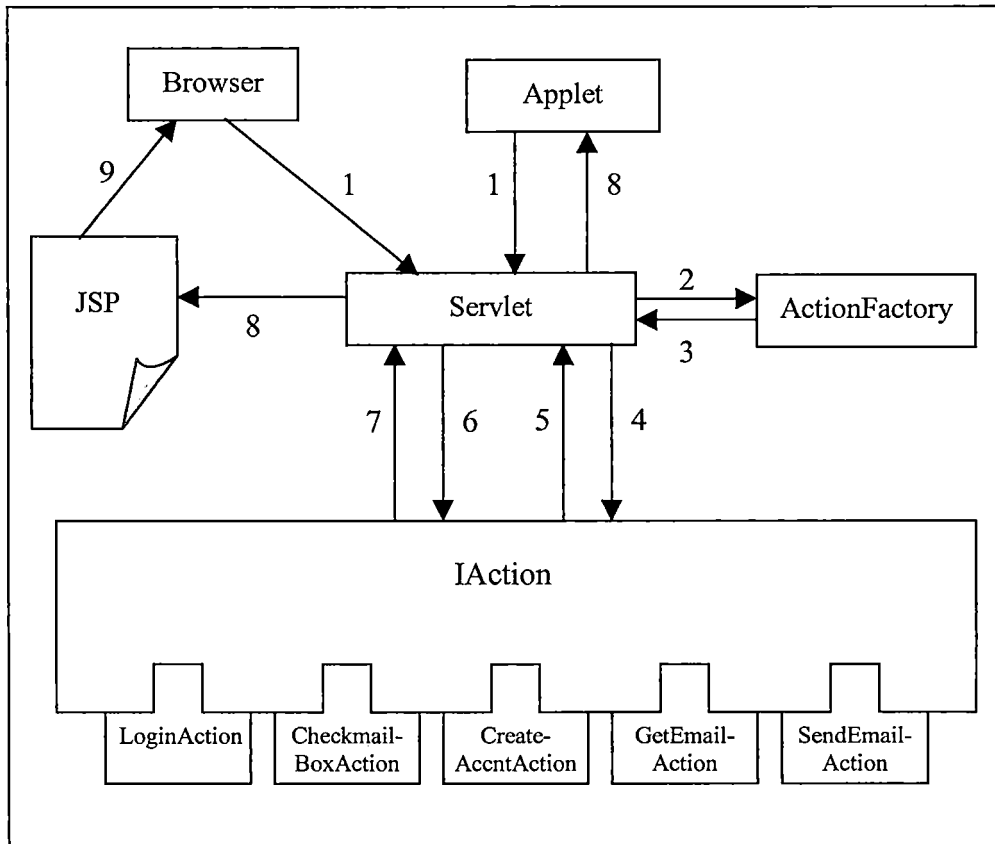 Browser
Applet
9
1
1
8
JSP
Servlet
2
ActionFactory
8
3
7
6
5
4
IAction
LoginAction
Checkmail-
BoxAction
Create-
AccntAction
GetEmail-
Action
SendEmail-
Action